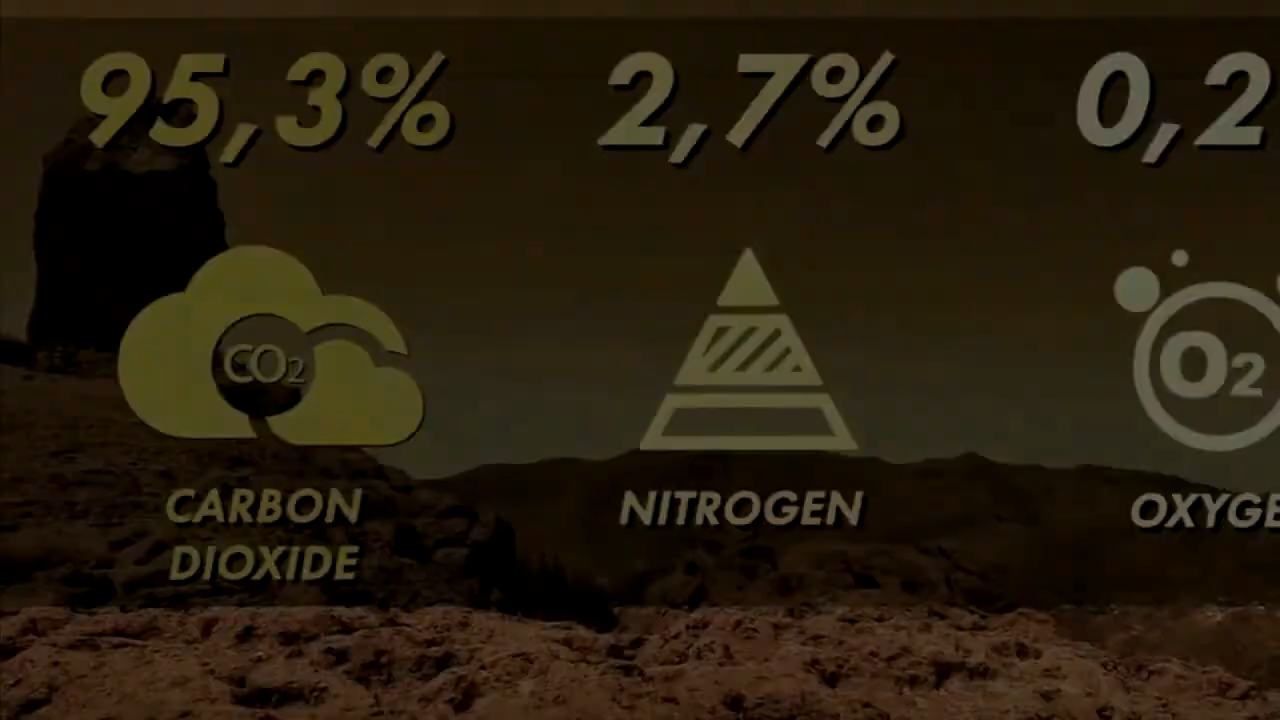 95,3%
2,7%
0,2
CO2
O2
CARBON
DIOXIDE
NITROGEN
OXYGE